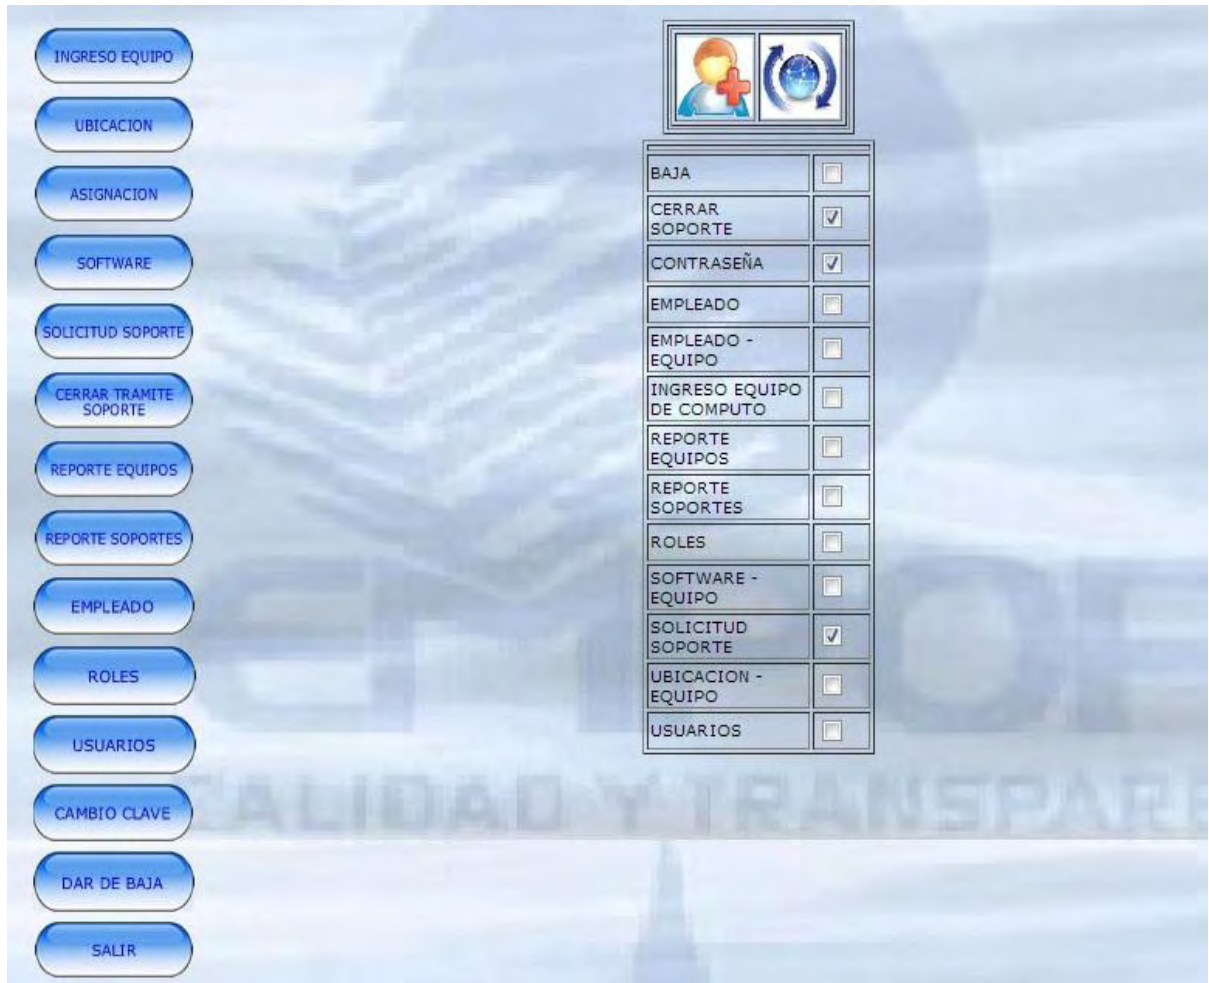 INGRESO EQUIPO
UBICACION
ASIGNACION
SOFTWARE
SOLICITUD SOPORTE
CERRAR TRAMITE
SOPORTE
REPORTE EQUIPOS
REPORTE SOPORTES
EMPLEADO
ROLES
USUARIOS
CAMBIO CLAVE
DAR DE BAJA
SALIR
BAJA
CERRAR
SOPORTE
CONTRASEÑA
EMPLEADO
EMPLEADO -
EQUIPO
INGRESO EQUIPO
DE COMPUTO
REPORTE
EQUIPOS
REPORTE
SOPORTES
ROLES
SOFTWARE -
EQUIPO
SOLICITUD
SOPORTE
UBICACION -
EQUIPO
USUARIOS
CALIDAD Y TRANSPARE